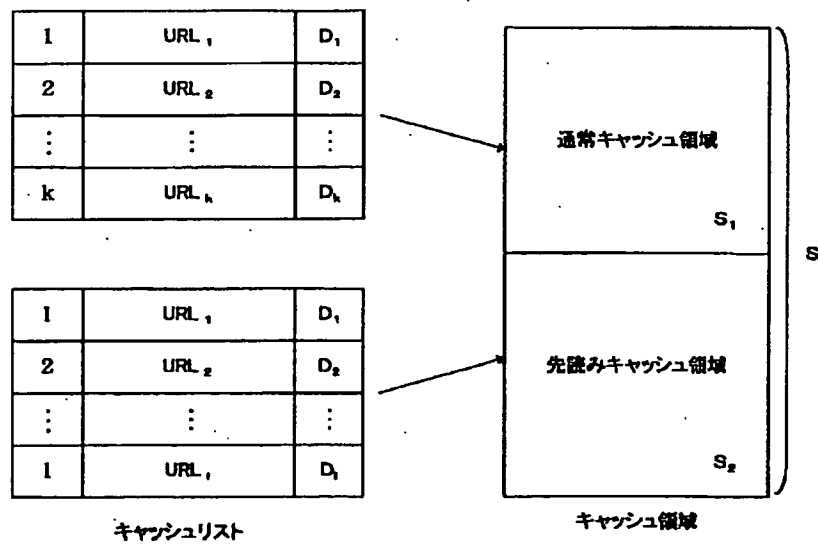 1 URL₁ D₁
2 URL₂ D₂
⋮ ⋮ ⋮
k URLₖ Dₖ
1 URL₁ D₁
2 URL₂ D₂
⋮ ⋮ ⋮
l URLₗ Dₗ
キャッシュリスト
通常キャッシュ領域
S₁
先読みキャッシュ領域
S₂
S
キャッシュ領域